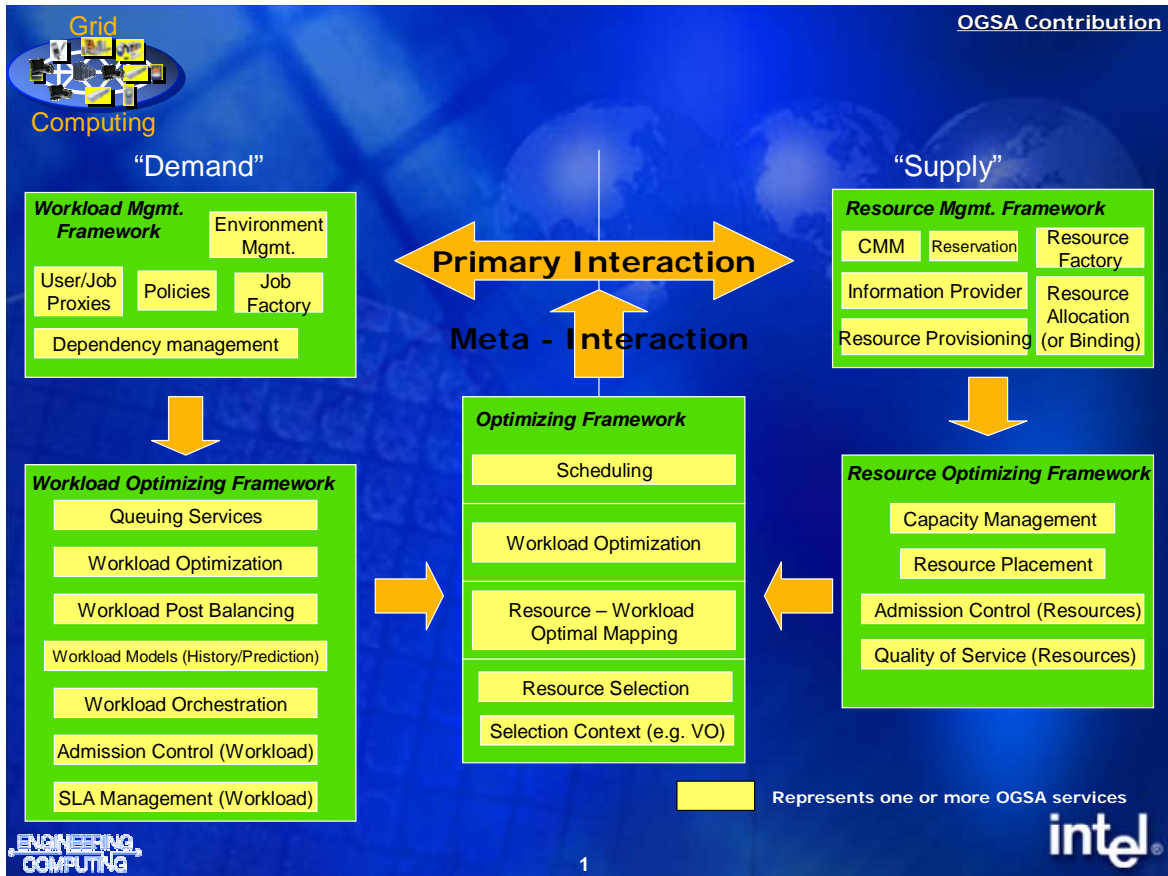 Grid
Computing
OGSA Contribution
“Demand”
“Supply”
Workload Mgmt.
Framework
Environment
Mgmt.
User/Job
Proxies
Policies
Job
Factory
Dependency management
Primary Interaction
Meta - Interaction
Resource Mgmt. Framework
CMM
Reservation
Resource
Factory
Information Provider
Resource
Allocation
(or Binding)
Resource Provisioning
Workload Optimizing Framework
Queuing Services
Workload Optimization
Workload Post Balancing
Workload Models (History/Prediction)
Workload Orchestration
Admission Control (Workload)
SLA Management (Workload)
Optimizing Framework
Scheduling
Workload Optimization
Resource – Workload
Optimal Mapping
Resource Selection
Selection Context (e.g. VO)
Resource Optimizing Framework
Capacity Management
Resource Placement
Admission Control (Resources)
Quality of Service (Resources)
Represents one or more OGSA services
ENGINEERING
COMPUTING
1
intel®